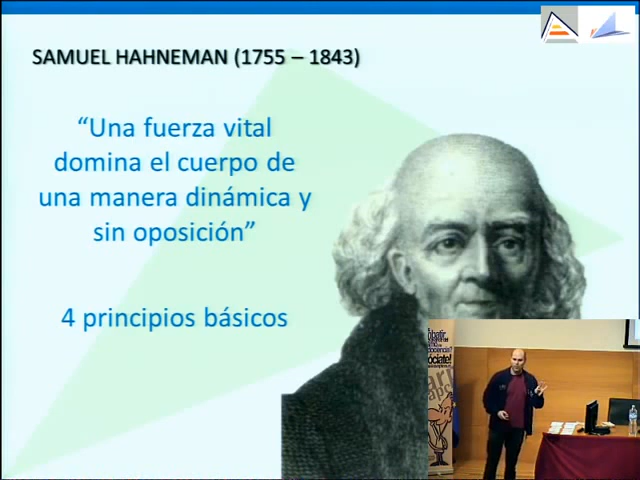 SAMUEL HAHNEMAN (1755 – 1843)
“Una fuerza vital
domina el cuerpo de
una manera dinámica y
sin oposición”
4 principios básicos